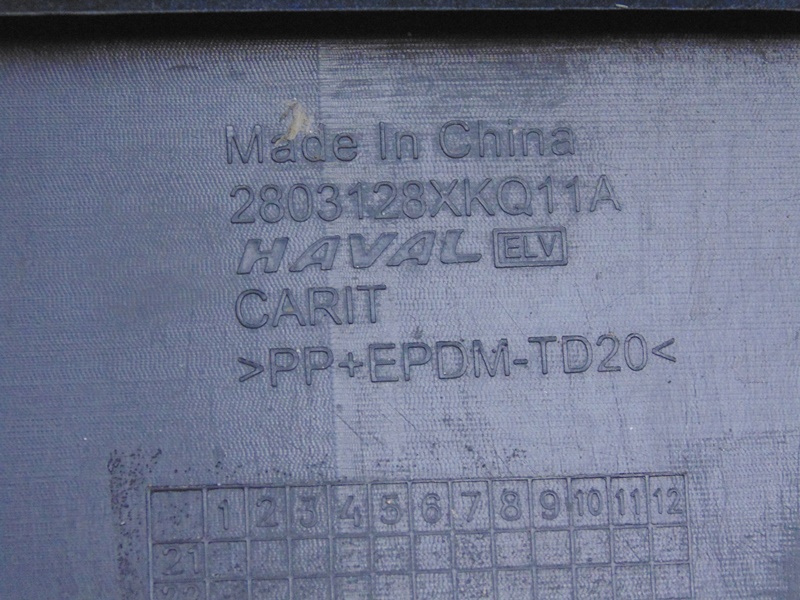 Made In China
2803128XKQ11A
HAVAL ELV
CARIT
>PP+EPDM-TD20<
1 2 3 4 5 6 7 8 9 10 11 12
21
22